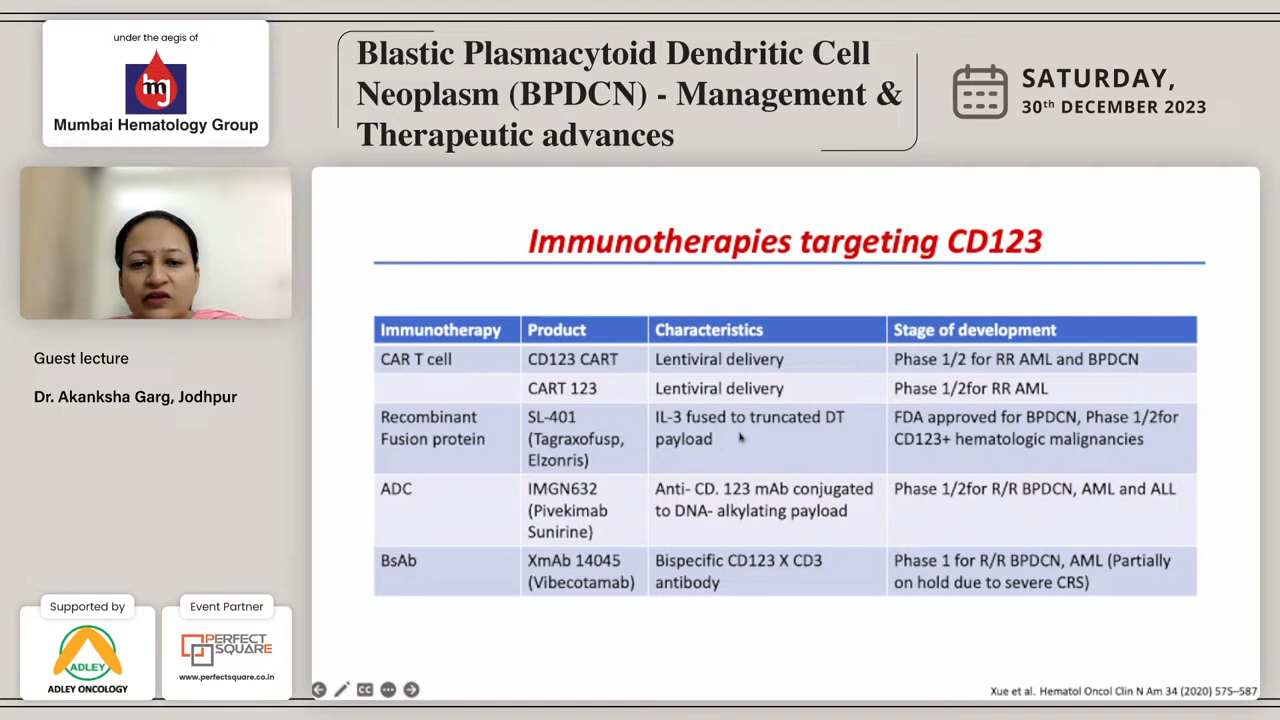 under the aegis of
hg
Mumbai Hematology Group
Blastic Plasmacytoid Dendritic Cell
Neoplasm (BPDCN) - Management &
Therapeutic advances
SATURDAY,
30th DECEMBER 2023
Guest lecture
Dr. Akanksha Garg, Jodhpur
Supported by
ADLEY
ADLEY ONCOLOGY
Event Partner
PERFECT
SQUARE
www.perfectsquare.co.in
Immunotherapies targeting CD123
Immunotherapy Product Characteristics Stage of development
CAR T cell CD123 CART Lentiviral delivery Phase 1/2 for RR AML and BPDCN
CART 123 Lentiviral delivery Phase 1/2for RR AML
Recombinant SL-401 IL-3 fused to truncated DT FDA approved for BPDCN, Phase 1/2for
Fusion protein (Tagraxofusp, payload CD123+ hematologic malignancies
Elzonris)
ADC IMGN632 Anti- CD. 123 mAb conjugated Phase 1/2for R/R BPDCN, AML and ALL
(Pivekimab to DNA- alkylating payload
Sunirine)
BsAb XmAb 14045 Bispecific CD123 X CD3 Phase 1 for R/R BPDCN, AML (Partially
(Vibecotamab) antibody on hold due to severe CRS)
CC
Xue et al. Hematol Oncol Clin N Am 34 (2020) 575–587